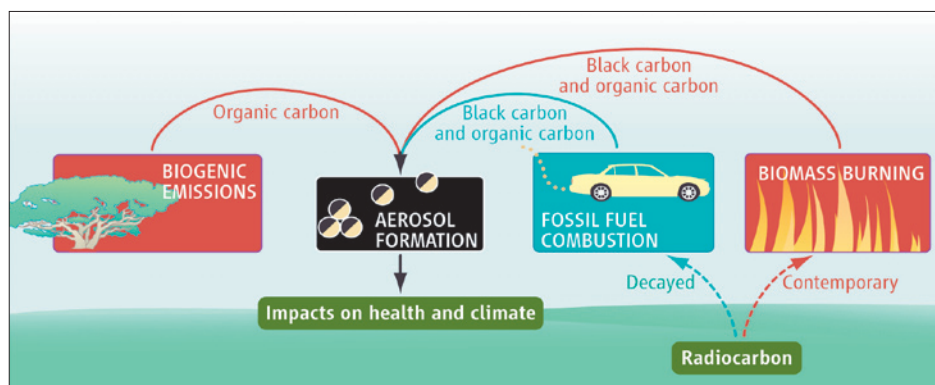 Black carbon
and organic carbon
Organic carbon
Black carbon
and organic carbon
BIOGENIC
EMISSIONS
AEROSOL
FORMATION
FOSSIL FUEL
COMBUSTION
BIOMASS BURNING
Decayed
Contemporary
Impacts on health and climate
Radiocarbon